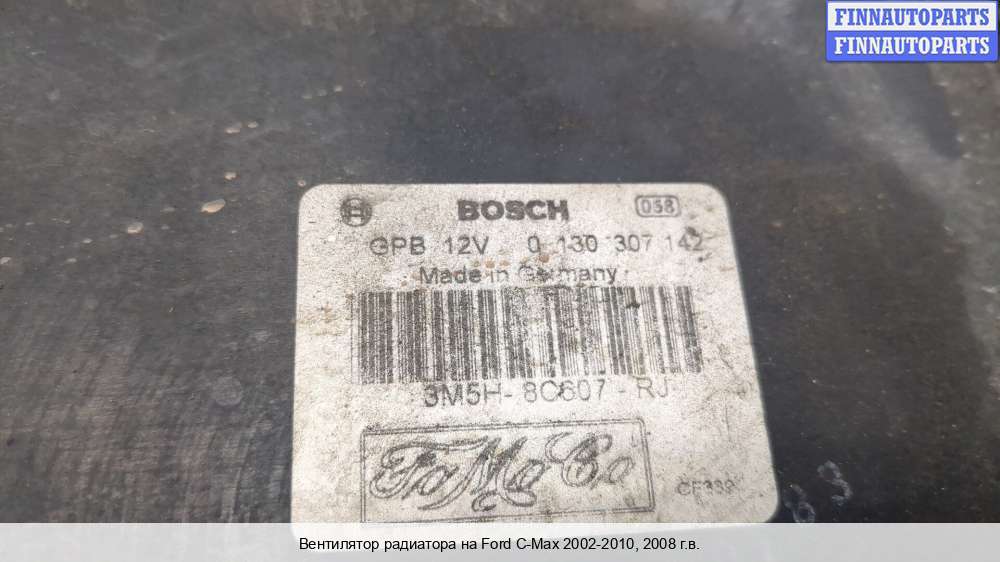 FINNAUTOPARTS
FINNAUTOPARTS
BOSCH 038
GPB 12V 0 130 307 142
Made in Germany
3M5H-8C607-RJ
FoMoCo
Вентилятор радиатора на Ford C-Max 2002-2010, 2008 г.в.